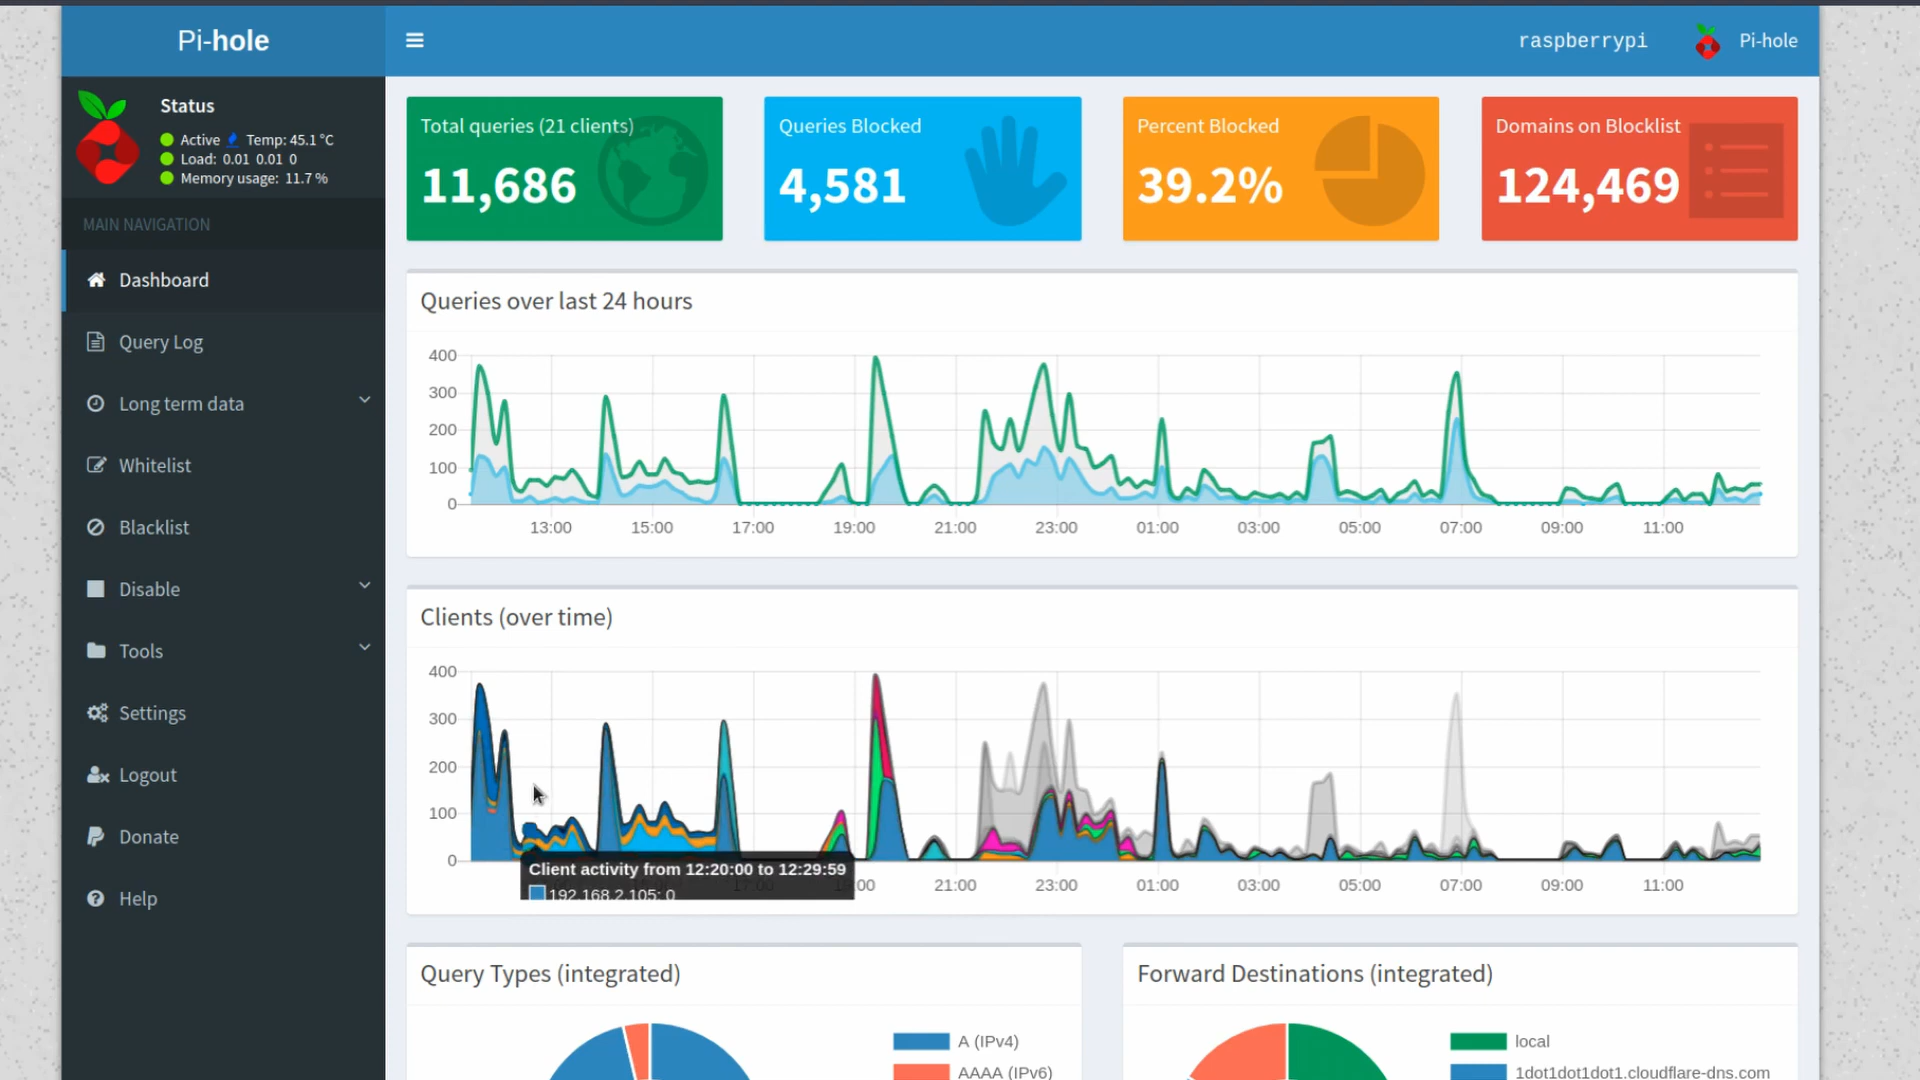 Pi-hole
raspberrypi
Pi-hole
Status
Active Temp: 45.1 °C
Load: 0.01 0.01 0
Memory usage: 11.7 %
MAIN NAVIGATION
Dashboard
Query Log
Long term data
Whitelist
Blacklist
Disable
Tools
Settings
Logout
Donate
Help
Total queries (21 clients)
11,686
Queries Blocked
4,581
Percent Blocked
39.2%
Domains on Blocklist
124,469
Queries over last 24 hours
400
300
200
100
0
13:00 15:00 17:00 19:00 21:00 23:00 01:00 03:00 05:00 07:00 09:00 11:00
Clients (over time)
400
300
200
100
0
Client activity from 12:20:00 to 12:29:59
192.168.2.105: 0
17:00 21:00 23:00 01:00 03:00 05:00 07:00 09:00 11:00
Query Types (integrated)
A (IPv4)
AAAA (IPv6)
Forward Destinations (integrated)
local
1dot1dot1dot1.cloudflare-dns.com